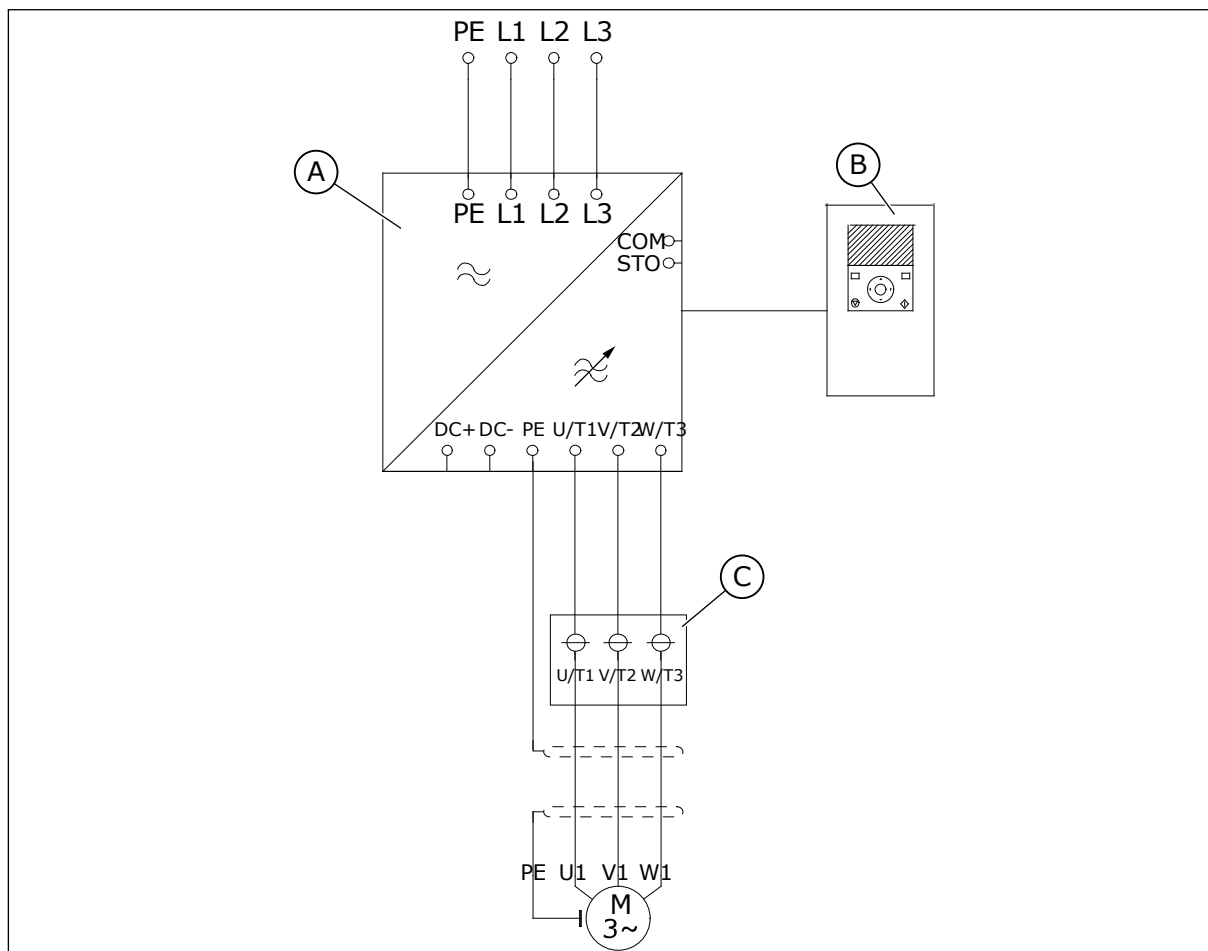 PE L1 L2 L3
A
B
PE L1 L2 L3
COM
STO
DC+ DC- PE U/T1 V/T2 W/T3
C
U/T1 V/T2 W/T3
PE U1 V1 W1
M
3~